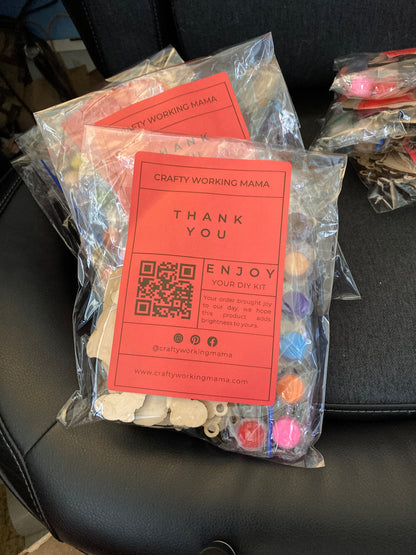 CRAFTY WORKING MAMA
HANK
CRAFTY WORKING MAMA
THANK
YOU
ENJOY
YOUR DIY KIT
Your order brought joy
to our day, we hope
this product adds
brightness to yours.
@craftyworkingmama
www.craftyworkingmama.com